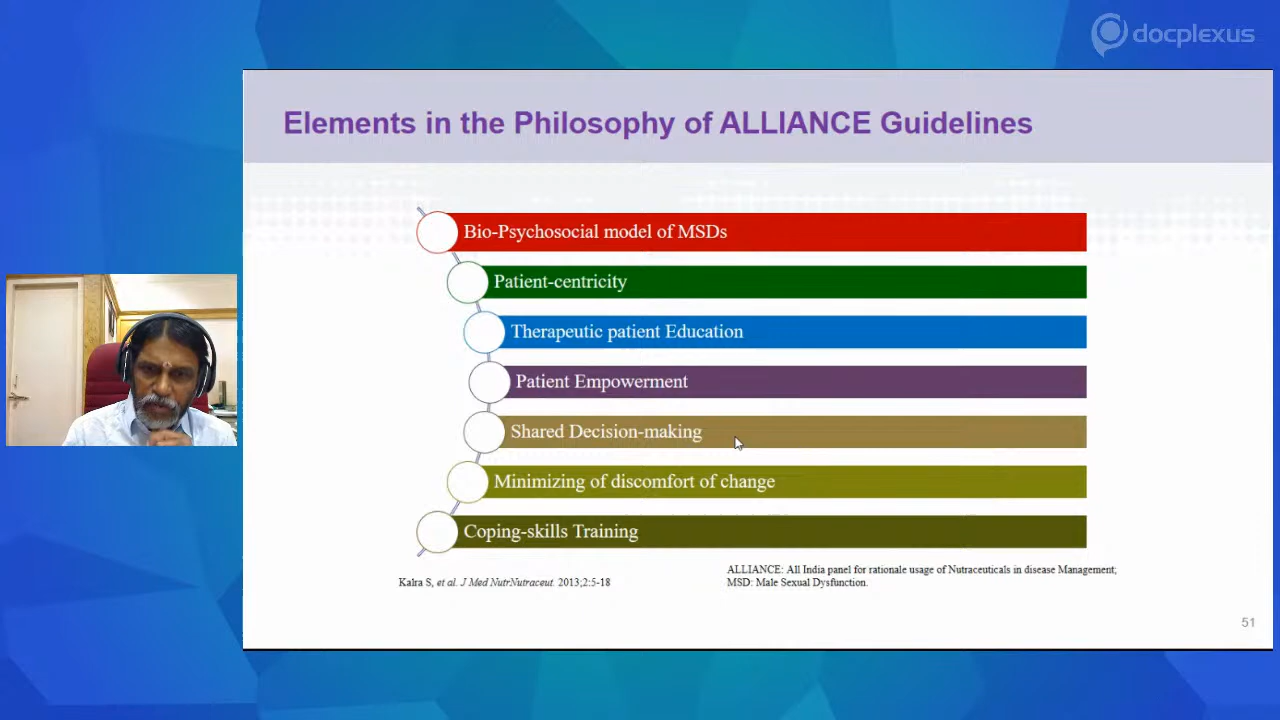 docplexus
Elements in the Philosophy of ALLIANCE Guidelines
Bio-Psychosocial model of MSDs
Patient-centricity
Therapeutic patient Education
Patient Empowerment
Shared Decision-making
Minimizing of discomfort of change
Coping-skills Training
Kalra S, et al. J Med NutrNutraceut. 2013;2:5-18
ALLIANCE: All India panel for rationale usage of Nutraceuticals in disease Management;
MSD: Male Sexual Dysfunction.
51